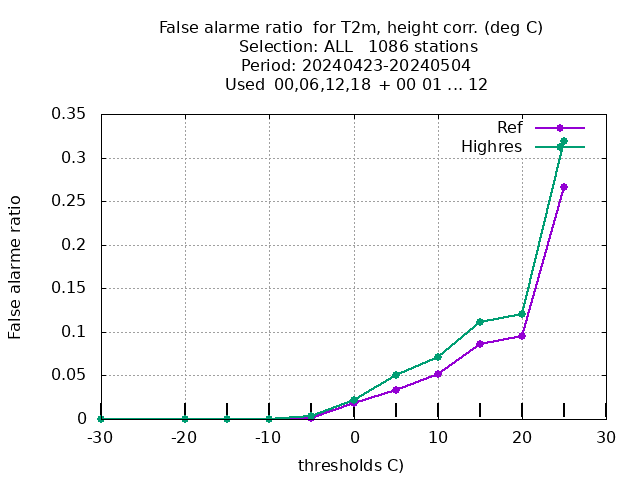 False alarme ratio  for T2m, height corr. (deg C)
Selection: ALL   1086 stations
Period: 20240423-20240504
Used  00,06,12,18  + 00 01 ... 12
Ref
Highres
False alarme ratio
0.35
0.3
0.25
0.2
0.15
0.1
0.05
0
-30 -20 -10 0 10 20 30
thresholds C)